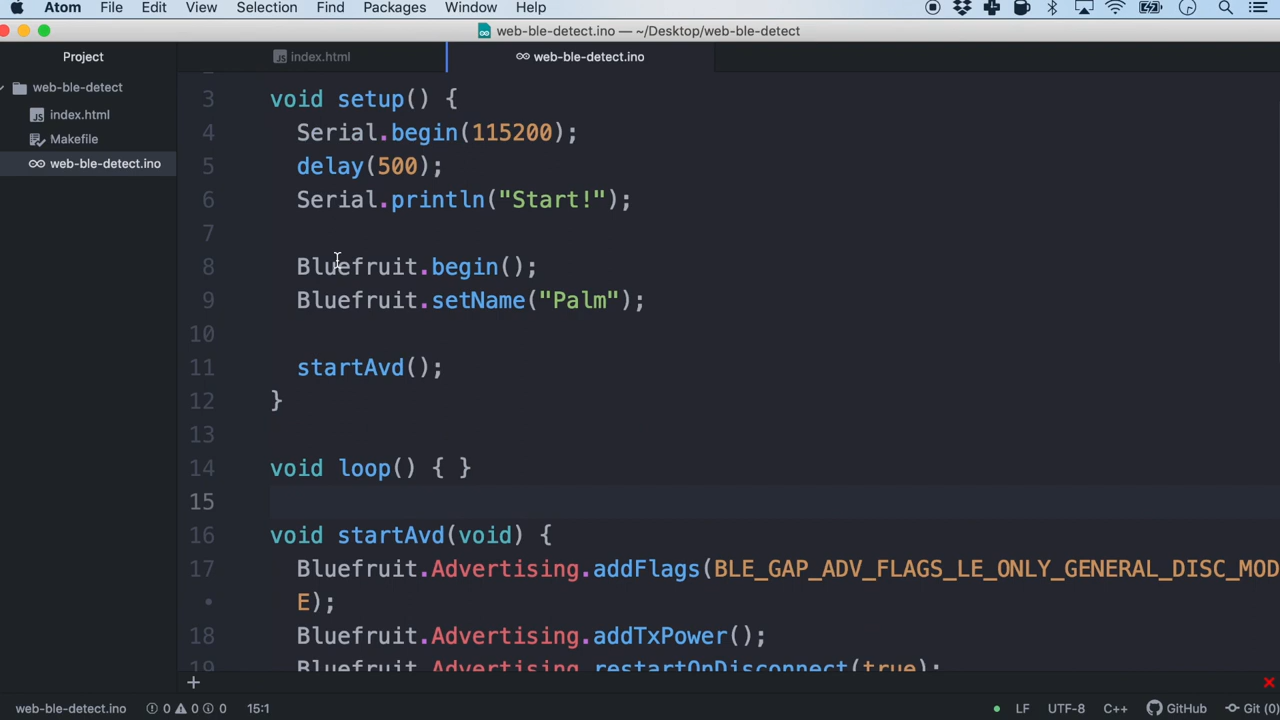 Atom File Edit View Selection Find Packages Window Help
web-ble-detect.ino — ~/Desktop/web-ble-detect
Project
index.html
web-ble-detect.ino
web-ble-detect
index.html
Makefile
web-ble-detect.ino
3 void setup() {
4 Serial.begin(115200);
5 delay(500);
6 Serial.println("Start!");
7
8 Bluefruit.begin();
9 Bluefruit.setName("Palm");
10
11 startAvd();
12 }
13
14 void loop() { }
15
16 void startAvd(void) {
17 Bluefruit.Advertising.addFlags(BLE_GAP_ADV_FLAGS_LE_ONLY_GENERAL_DISC_MOD
• E);
18 Bluefruit.Advertising.addTxPower();
19 Bluefruit.Advertising.restartOnDisconnect(true);
+
web-ble-detect.ino 0 0 0 15:1 LF UTF-8 C++ GitHub Git (0)